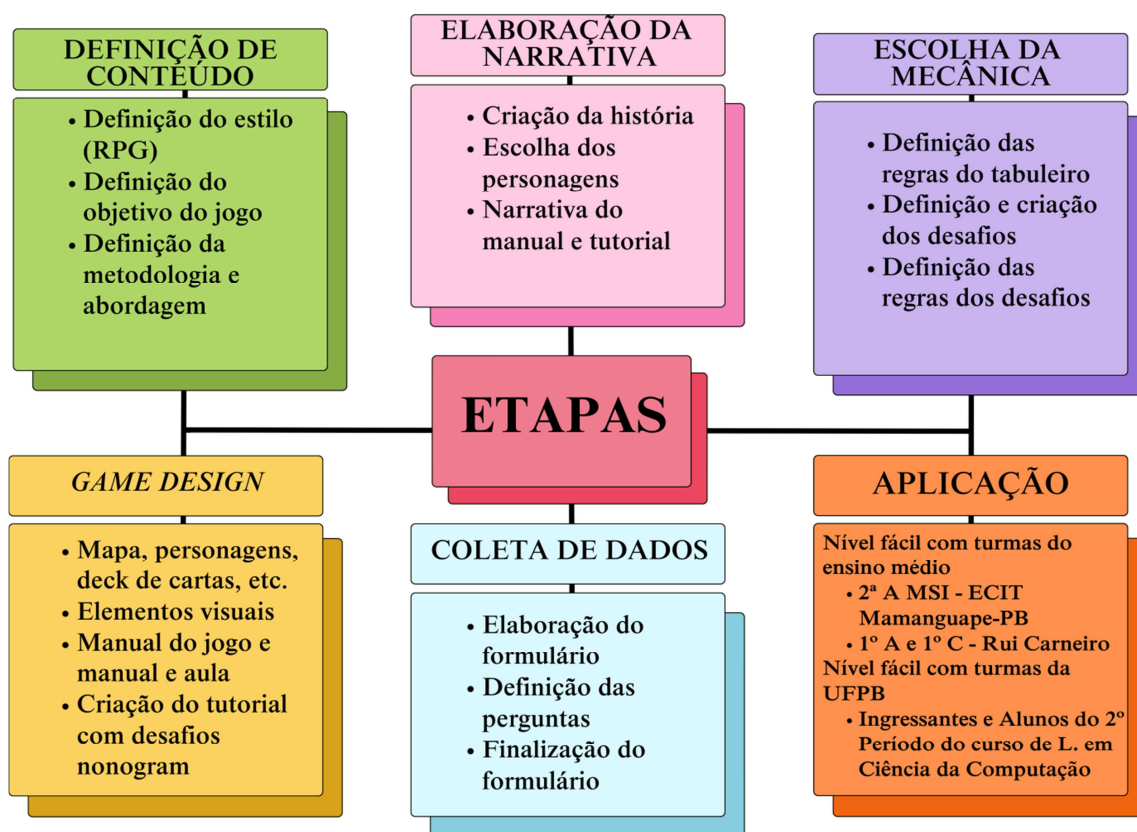 DEFINIÇÃO DE
CONTEÚDO
• Definição do estilo
(RPG)
• Definição do
objetivo do jogo
• Definição da
metodologia e
abordagem
ELABORAÇÃO DA
NARRATIVA
• Criação da história
• Escolha dos
personagens
• Narrativa do
manual e tutorial
ESCOLHA DA
MECÂNICA
• Definição das
regras do tabuleiro
• Definição e criação
dos desafios
• Definição das
regras dos desafios
ETAPAS
GAME DESIGN
• Mapa, personagens,
deck de cartas, etc.
• Elementos visuais
• Manual do jogo e
manual e aula
• Criação do tutorial
com desafios
nonogram
COLETA DE DADOS
• Elaboração do
formulário
• Definição das
perguntas
• Finalização do
formulário
APLICAÇÃO
Nível fácil com turmas do
ensino médio
• 2ª A MSI - ECIT
Mamanguape-PB
• 1º A e 1º C - Rui Carneiro
Nível fácil com turmas da
UFPB
• Ingressantes e Alunos do 2º
Período do curso de L. em
Ciência da Computação